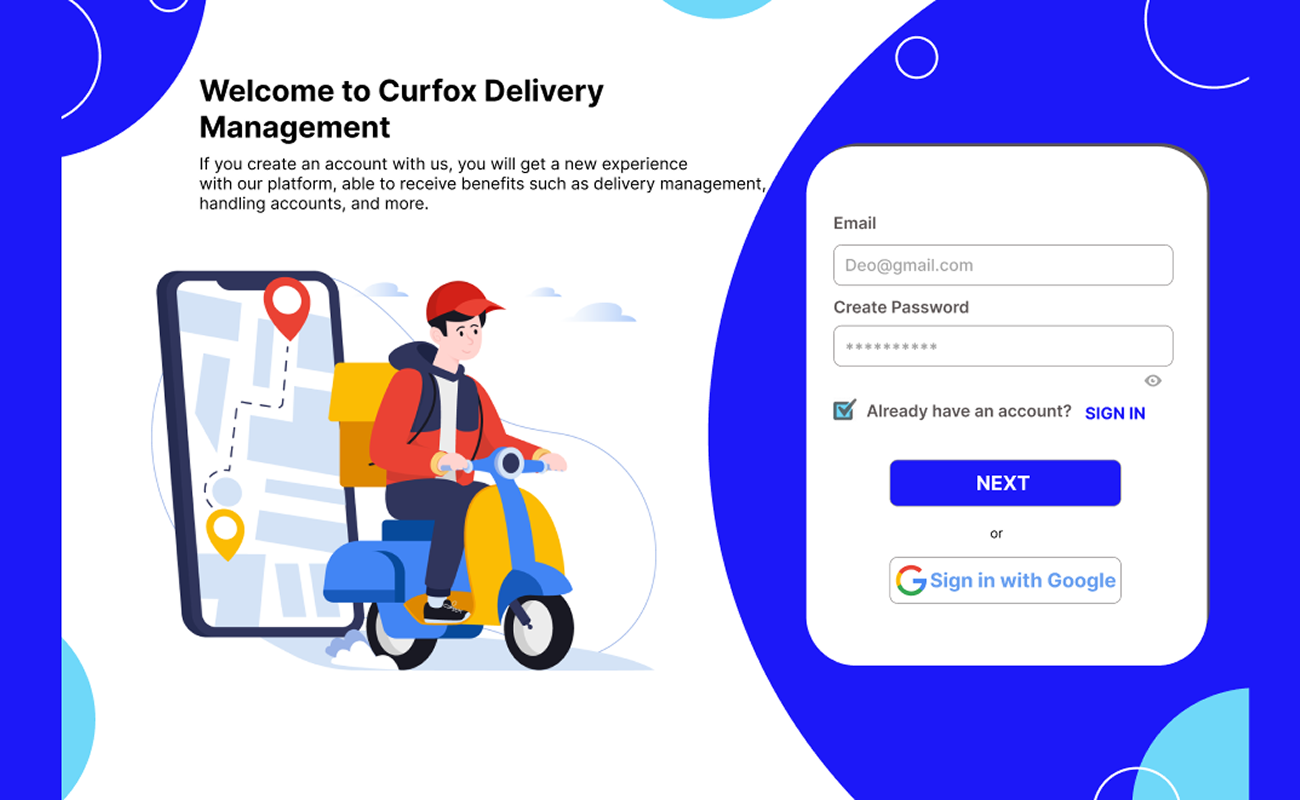 Welcome to Curfox Delivery
Management
If you create an account with us, you will get a new experience
with our platform, able to receive benefits such as delivery management,
handling accounts, and more.
Email
Deo@gmail.com
Create Password
**********
Already have an account? SIGN IN
NEXT
or
Sign in with Google